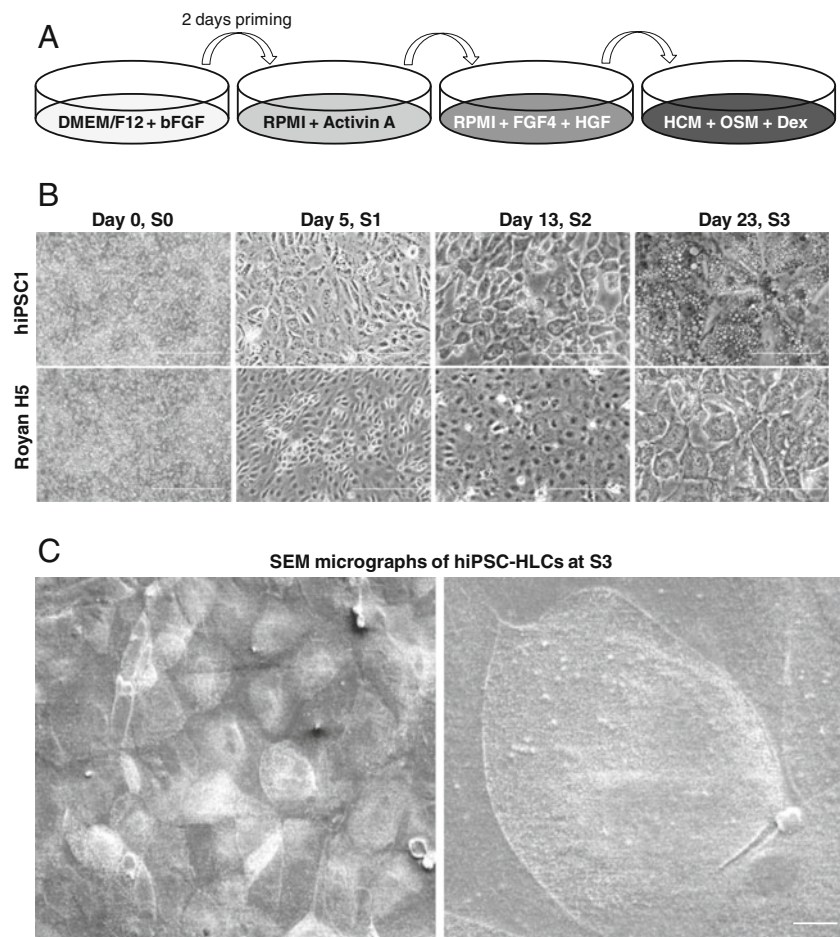 A
2 days priming
DMEM/F12 + bFGF
RPMI + Activin A
RPMI + FGF4 + HGF
HCM + OSM + Dex
B
Day 0, S0
Day 5, S1
Day 13, S2
Day 23, S3
hiPSC1
Royan H5
C
SEM micrographs of hiPSC-HLCs at S3